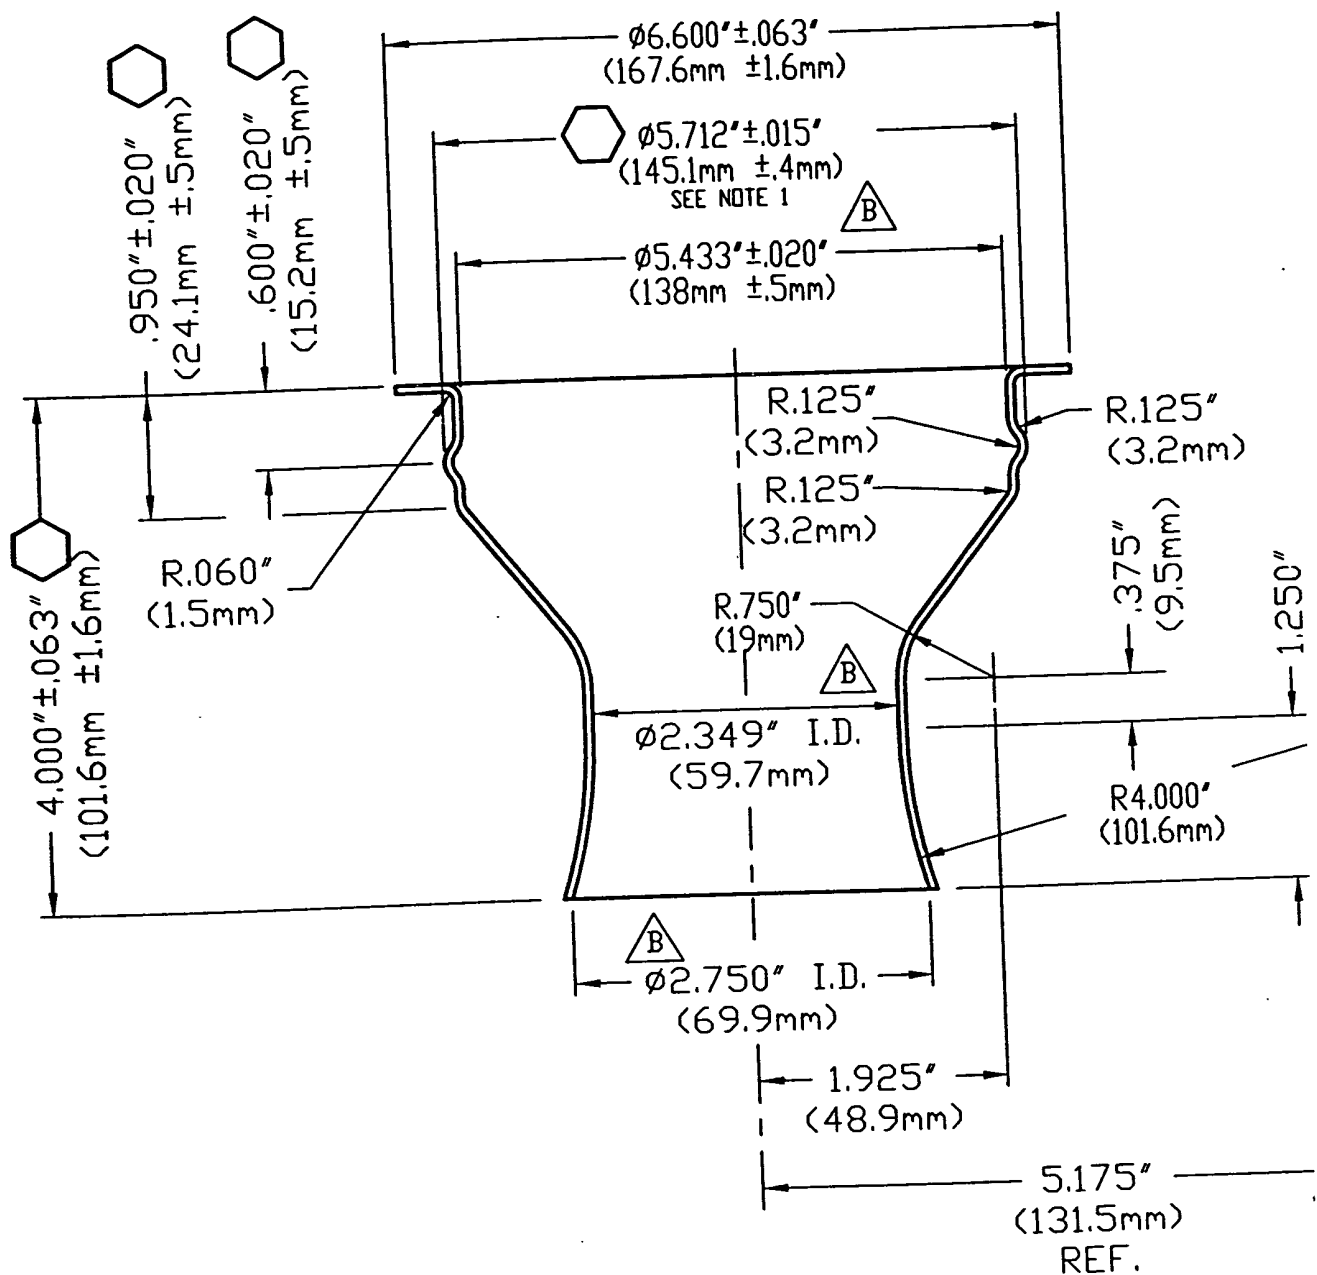 ø6.600"±.063"
(167.6mm ±1.6mm)
ø5.712"±.015"
(145.1mm ±.4mm)
SEE NOTE 1
B
ø5.433"±.020"
(138mm ±.5mm)
.950"±.020"
(24.1mm ±.5mm)
.600"±.020"
(15.2mm ±.5mm)
R.125"
(3.2mm)
R.125"
(3.2mm)
R.125"
(3.2mm)
R.060"
(1.5mm)
4.000"±.063"
(101.6mm ±1.6mm)
R.750"
(19mm)
B
.375"
(9.5mm)
1.250"
ø2.349" I.D.
(59.7mm)
R4.000"
(101.6mm)
B
ø2.750" I.D.
(69.9mm)
1.925"
(48.9mm)
5.175"
(131.5mm)
REF.